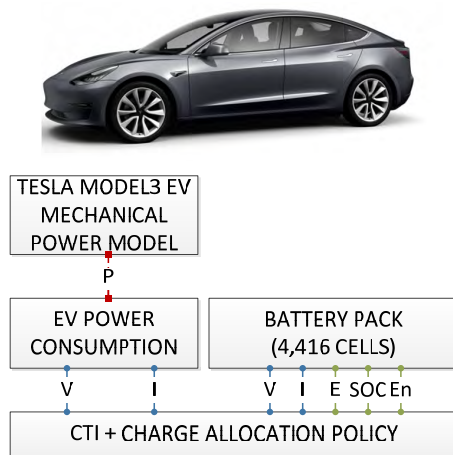 TESLA MODEL3 EV
MECHANICAL
POWER MODEL
P
EV POWER
CONSUMPTION
BATTERY PACK
(4,416 CELLS)
V I V I E SOC En
CTI + CHARGE ALLOCATION POLICY